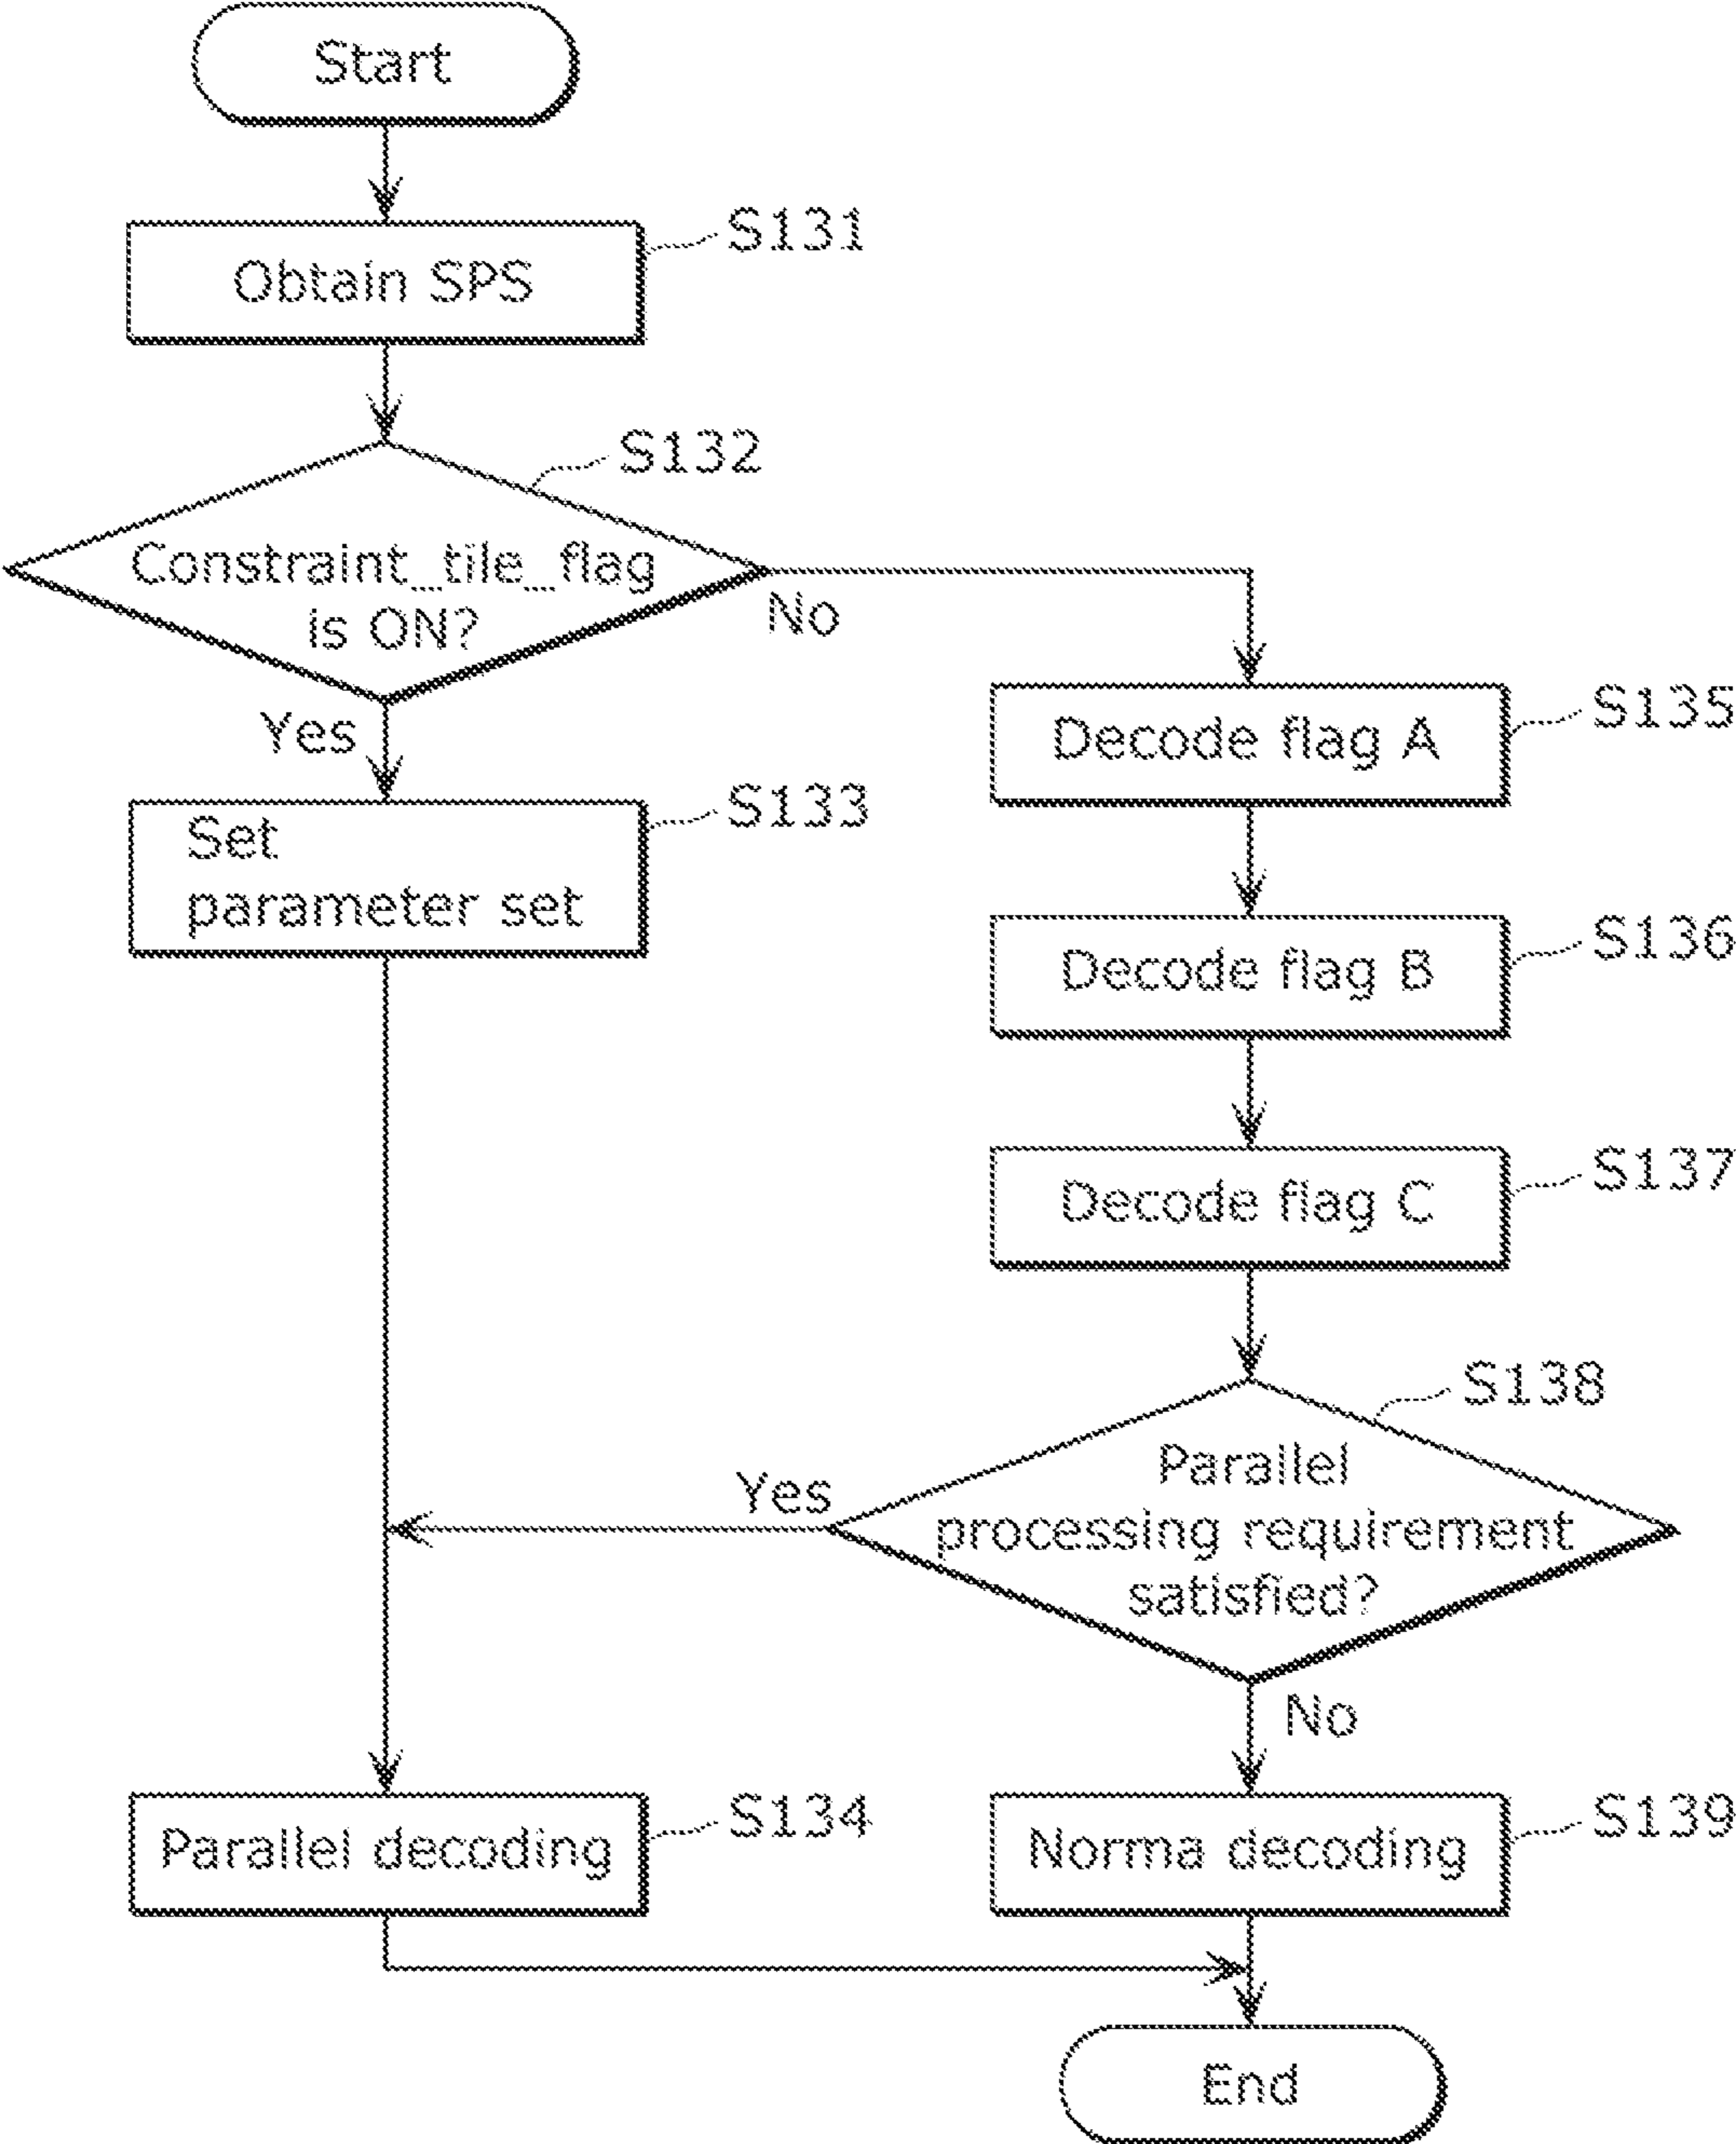 Start
S131
Obtain SPS
S132
Constraint_tile_flag
is ON?
No
Yes
S133
Set
parameter set
S135
Decode flag A
S136
Decode flag B
S137
Decode flag C
S138
Parallel
processing requirement
satisfied?
Yes
No
S134
Parallel decoding
S139
Norma decoding
End